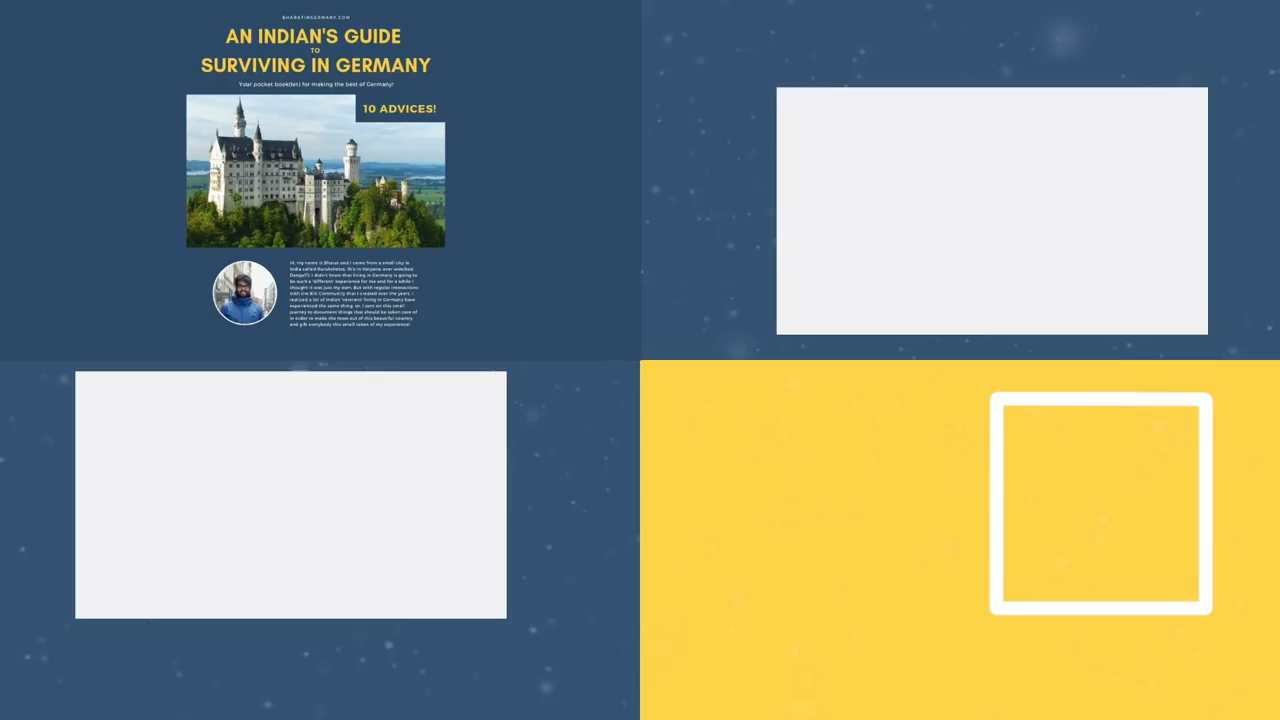 BHARATINGERMANY.COM
AN INDIAN'S GUIDE
TO
SURVIVING IN GERMANY
Your pocket book(let) for making the best of Germany!
10 ADVICES!
Hi, my name is Bharat and I come from a small city in
India called Kurukshetra. (It's in Haryana, ever watched
Dangal?). I didn't know that living in Germany is going to
be such a 'different' experience for me and for a while I
thought it was just my own. But with regular interactions
with the BIG Community that I created over the years, I
realized a lot of Indian 'veterans' living in Germany have
experienced the same thing. so, I sent on this small
journey to document things that should be taken care of
in order to make the most out of this beautiful country
and gift everybody this small token of my experience!